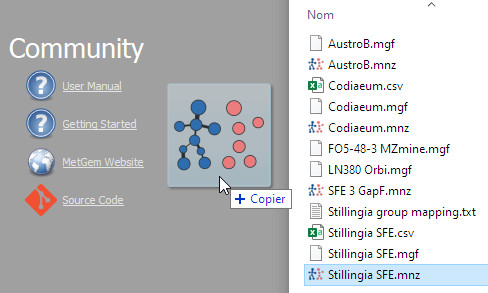 Community
User Manual
Getting Started
MetGem Website
Source Code
Copier
Nom
AustroB.mgf
AustroB.mnz
Codiaeum.csv
Codiaeum.mgf
Codiaeum.mnz
FO5-48-3 MZmine.mgf
LN380 Orbi.mgf
SFE 3 GapF.mnz
Stillingia group mapping.txt
Stillingia SFE.csv
Stillingia SFE.mgf
Stillingia SFE.mnz